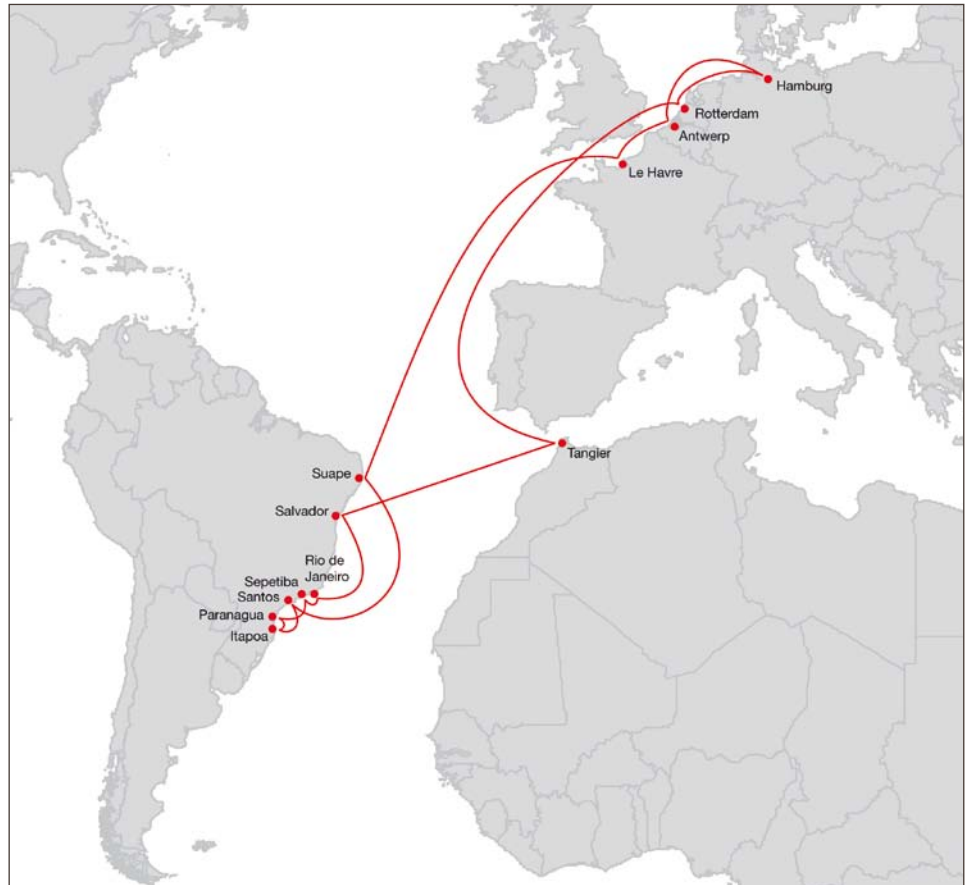 Hamburg
Rotterdam
Antwerp
Le Havre
Tangier
Suape
Salvador
Rio de
Janeiro
Sepetiba
Santos
Paranagua
Itapoa